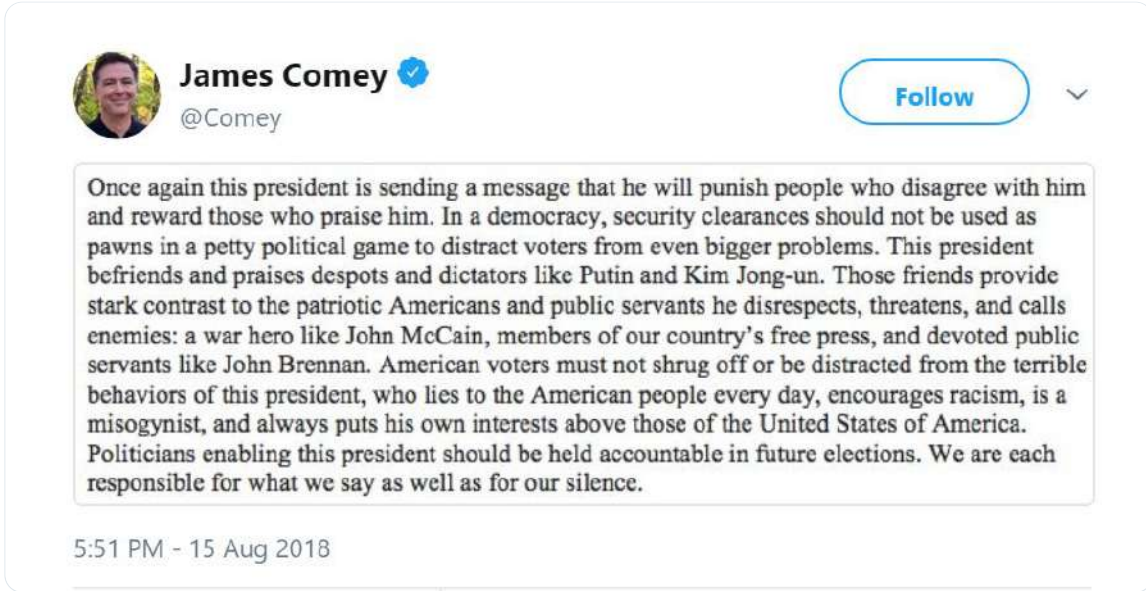 James Comey
@Comey
Follow
Once again this president is sending a message that he will punish people who disagree with him
and reward those who praise him. In a democracy, security clearances should not be used as
pawns in a petty political game to distract voters from even bigger problems. This president
befriends and praises despots and dictators like Putin and Kim Jong-un. Those friends provide
stark contrast to the patriotic Americans and public servants he disrespects, threatens, and calls
enemies: a war hero like John McCain, members of our country's free press, and devoted public
servants like John Brennan. American voters must not shrug off or be distracted from the terrible
behaviors of this president, who lies to the American people every day, encourages racism, is a
misogynist, and always puts his own interests above those of the United States of America.
Politicians enabling this president should be held accountable in future elections. We are each
responsible for what we say as well as for our silence.
5:51 PM - 15 Aug 2018